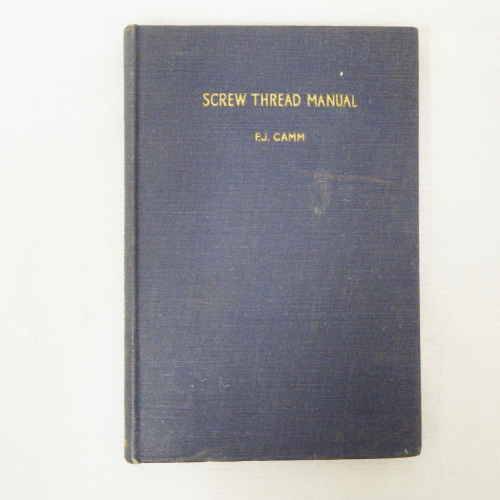 SCREW THREAD MANUAL
F.J. CAMM